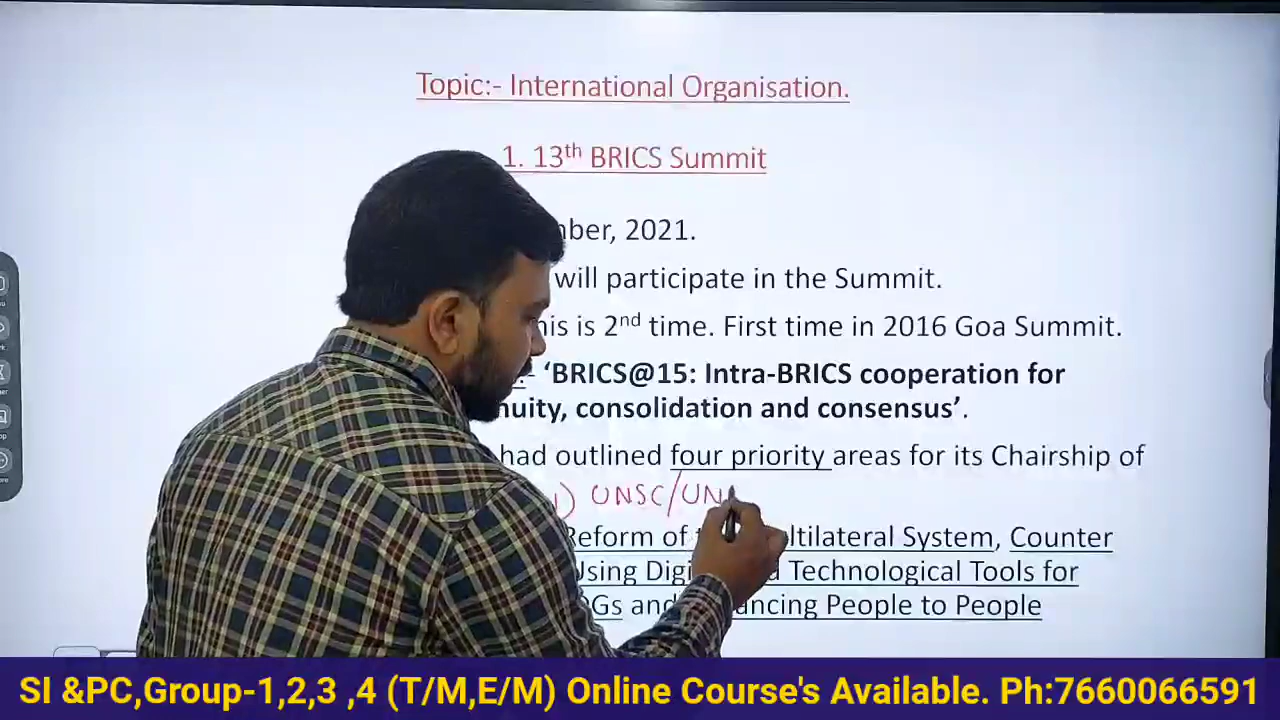 Topic:- International Organisation.
1. 13th BRICS Summit
mber, 2021.
will participate in the Summit.
his is 2nd time. First time in 2016 Goa Summit.
- ‘BRICS@15: Intra-BRICS cooperation for
nuity, consolidation and consensus’.
had outlined four priority areas for its Chairship of
1) UNSC/UN
Reform of t ltilateral System, Counter
Using Digi d Technological Tools for
Gs and ancing People to People
SI &PC,Group-1,2,3 ,4 (T/M,E/M) Online Course's Available. Ph:7660066591